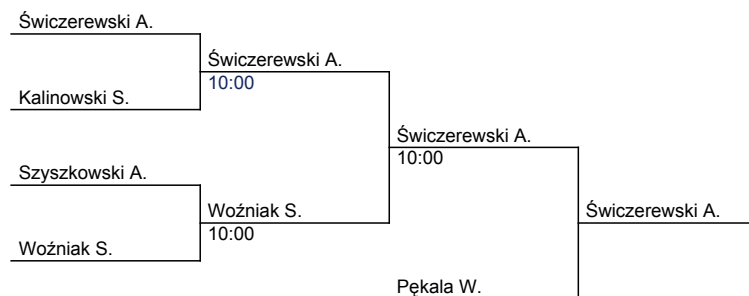 Świczerewski A.
Świczerewski A.
10:00
Kalinowski S.
Świczerewski A.
10:00
Szyszkowski A.
Woźniak S.
10:00
Świczerewski A.
Woźniak S.
Pękala W.